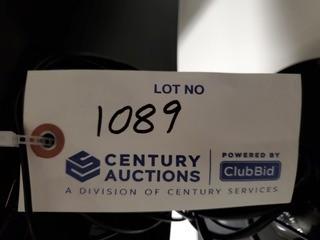 LOT NO
1089
CENTURY AUCTIONS
POWERED BY
ClubBid
A DIVISION OF CENTURY SERVICES